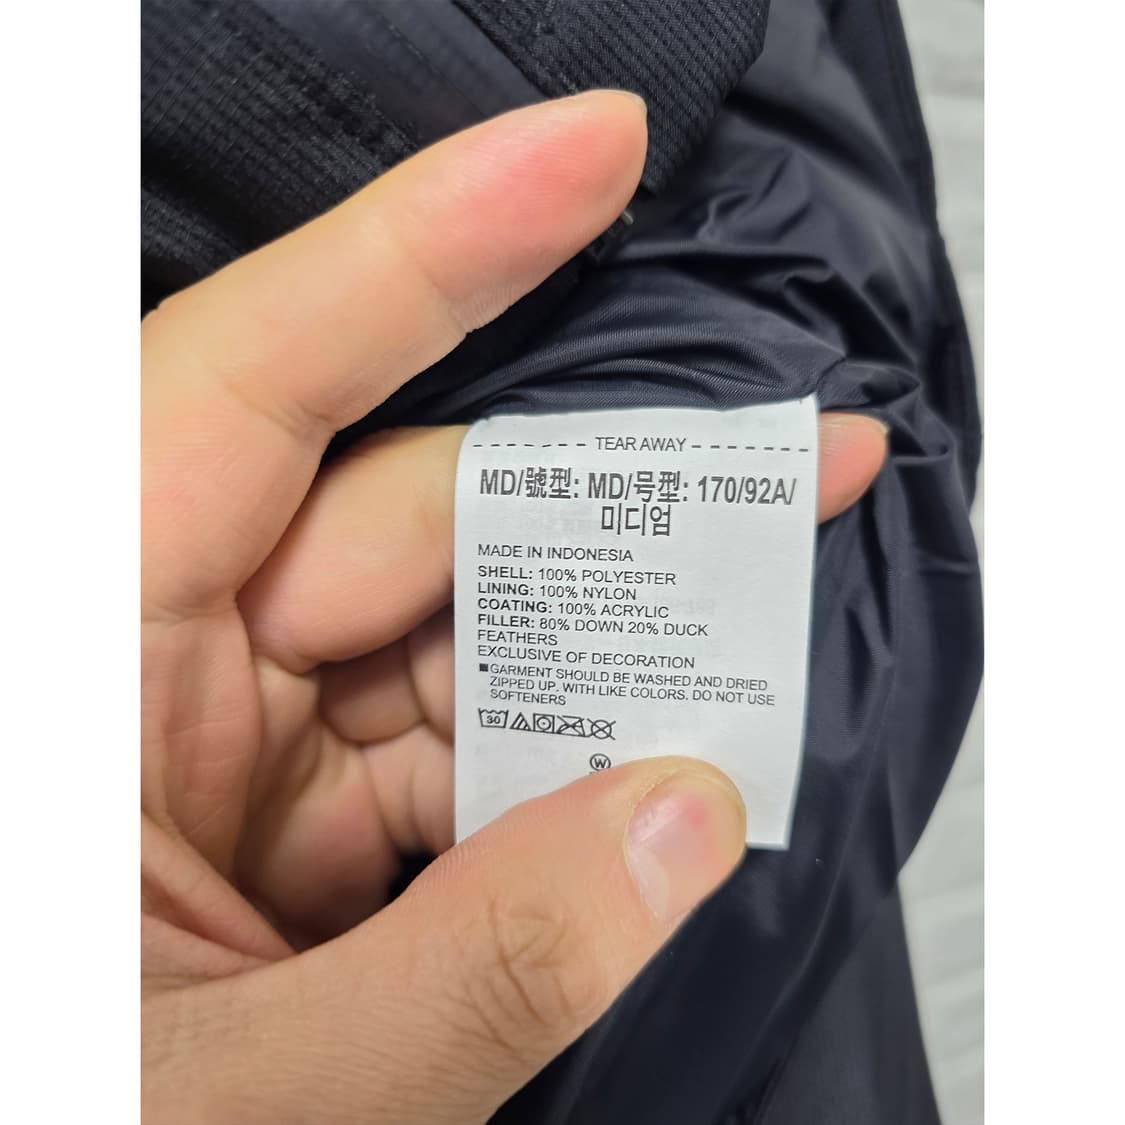 TEAR AWAY
MD/號型: MD/号型: 170/92A/
미디엄
MADE IN INDONESIA
SHELL: 100% POLYESTER
LINING: 100% NYLON
COATING: 100% ACRYLIC
FILLER: 80% DOWN 20% DUCK
FEATHERS
EXCLUSIVE OF DECORATION
■GARMENT SHOULD BE WASHED AND DRIED
ZIPPED UP. WITH LIKE COLORS. DO NOT USE
SOFTENERS
30
W